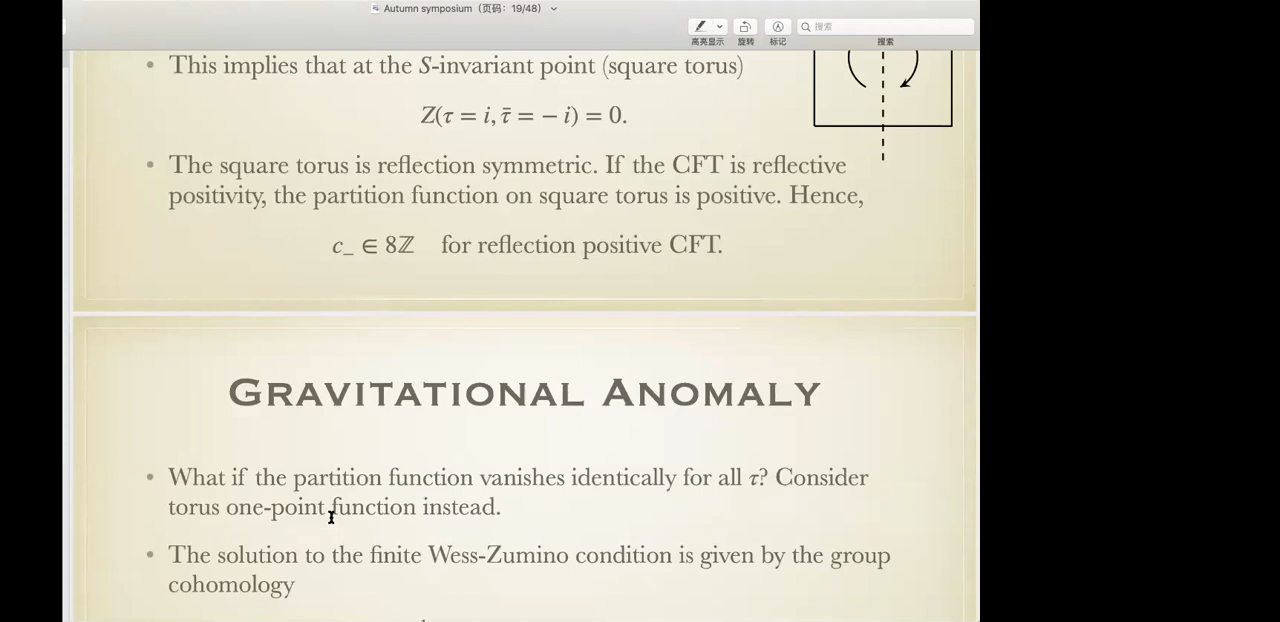 Autumn symposium（页码：19/48）
高亮显示 旋转 标记 搜索
搜索
• This implies that at the S-invariant point (square torus)
Z(τ = i, τ̄ = − i) = 0.
• The square torus is reflection symmetric. If the CFT is reflective
positivity, the partition function on square torus is positive. Hence,
c_ ∈ 8ℤ for reflection positive CFT.
GRAVITATIONAL ANOMALY
• What if the partition function vanishes identically for all τ? Consider
torus one-point function instead.
• The solution to the finite Wess-Zumino condition is given by the group
cohomology